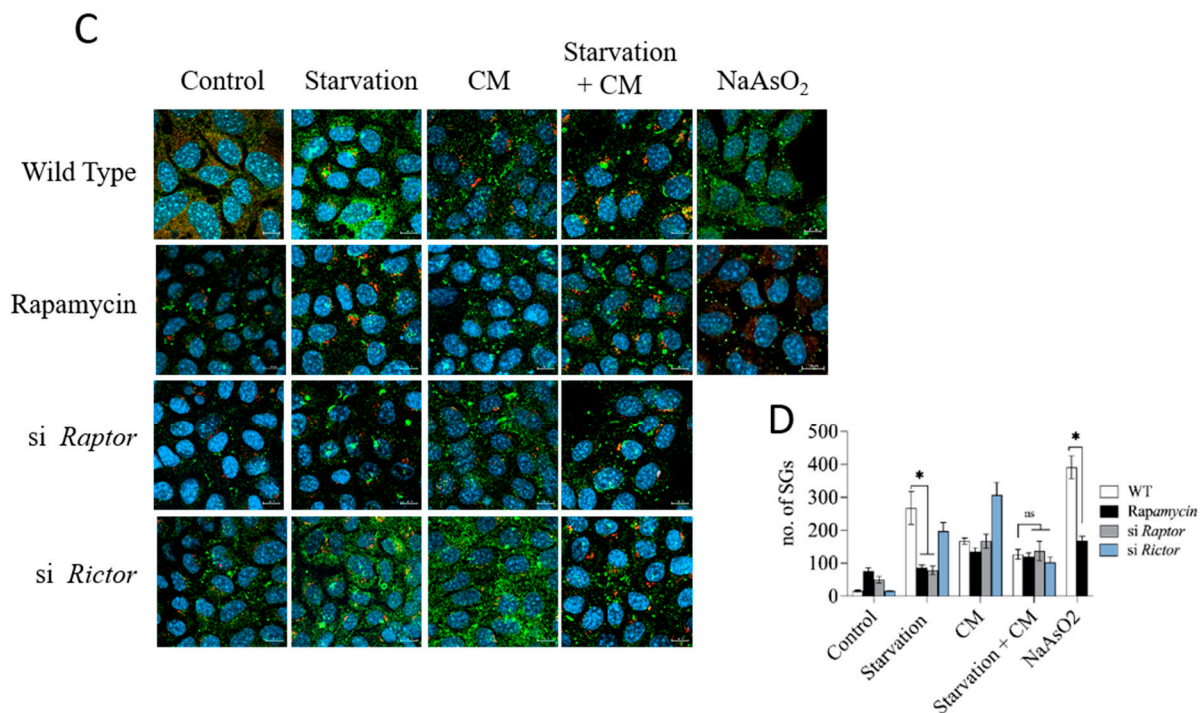 C
Control
Starvation
CM
Starvation
+ CM
NaAsO₂
Wild Type
Rapamycin
si Raptor
si Rictor
D
no. of SGs
500
400
300
200
100
0
*
ns
*
WT
Rapamycin
si Raptor
si Rictor
Control
Starvation
CM
Starvation + CM
NaAsO2